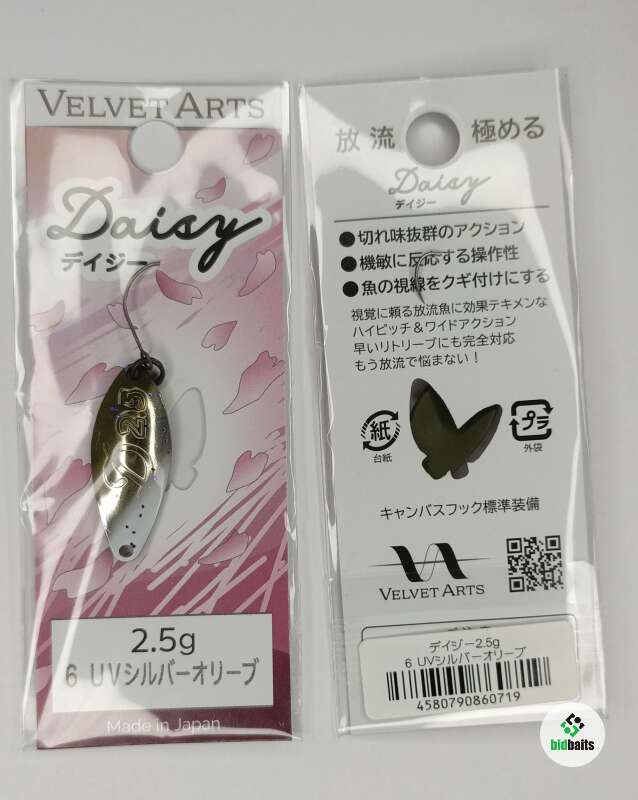 VELVET ARTS
Daisy
デイジー
D2.5
2.5g
6 UVシルバーオリーブ
Made in Japan
放流 極める
Daisy
デイジー
●切れ味抜群のアクション
●機敏に反応する操作性
●魚の視線をクギ付けにする
視覚に頼る放流魚に効果テキメンな
ハイピッチ＆ワイドアクション
早いリトリーブにも完全対応
もう放流で悩まない！
紙
台紙
プラ
外袋
キャンバスフック標準装備
VELVET ARTS
デイジー2.5g
6 UVシルバーオリーブ
4580790860719
bidbaits